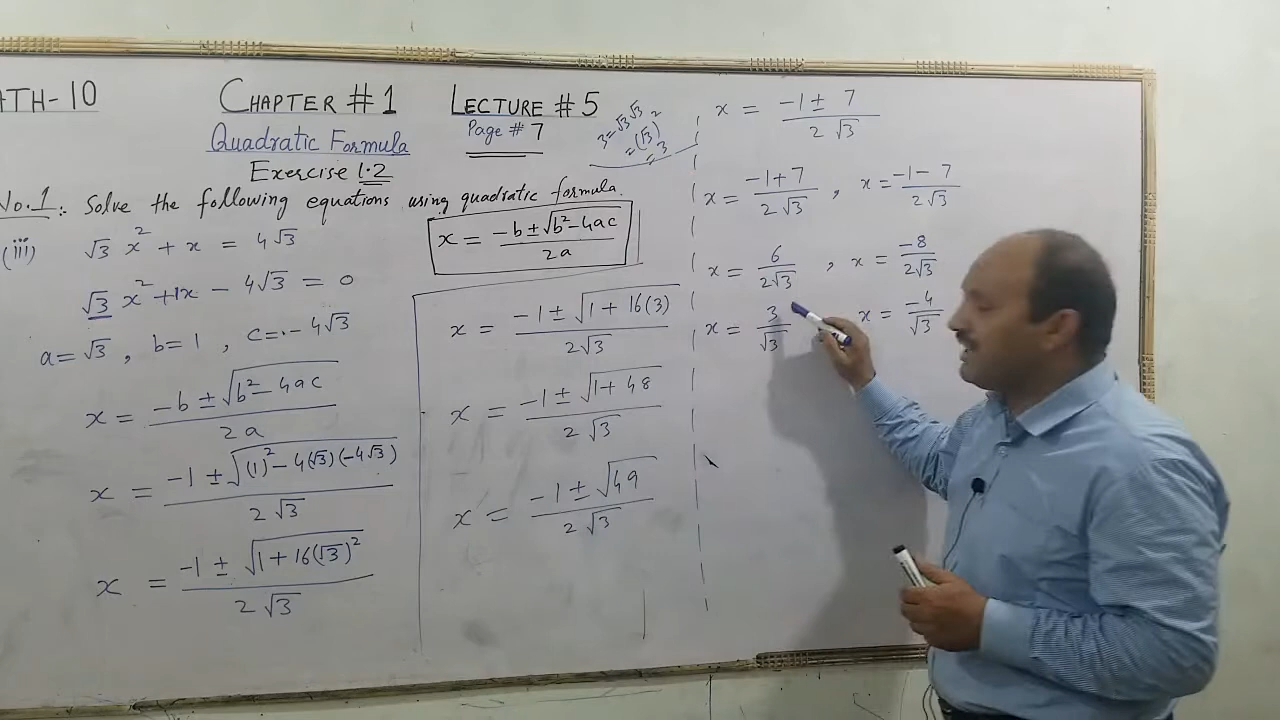 ATH-10
CHAPTER #1
LECTURE #5
Quadratic Formula
Page # 7
Exercise 1.2
3=√3√3
=(√3)²
=3
No.1: Solve the following equations using quadratic formula.
x = (-b±√(b²-4ac))/(2a)
(iii) √3 x² + x = 4√3
√3 x² + 1x - 4√3 = 0
a=√3, b=1, c=-4√3
x = (-b±√(b²-4ac))/(2a)
x = (-1±√((1)²-4(√3)(-4√3)))/(2√3)
x = (-1±√(1+16(√3)²))/(2√3)
x = (-1±√(1+16(3)))/(2√3)
x = (-1±√(1+48))/(2√3)
x = (-1±√49)/(2√3)
x = (-1±7)/(2√3)
x = (-1+7)/(2√3), x = (-1-7)/(2√3)
x = 6/(2√3), x = -8/(2√3)
x = 3/√3 x = -4/√3